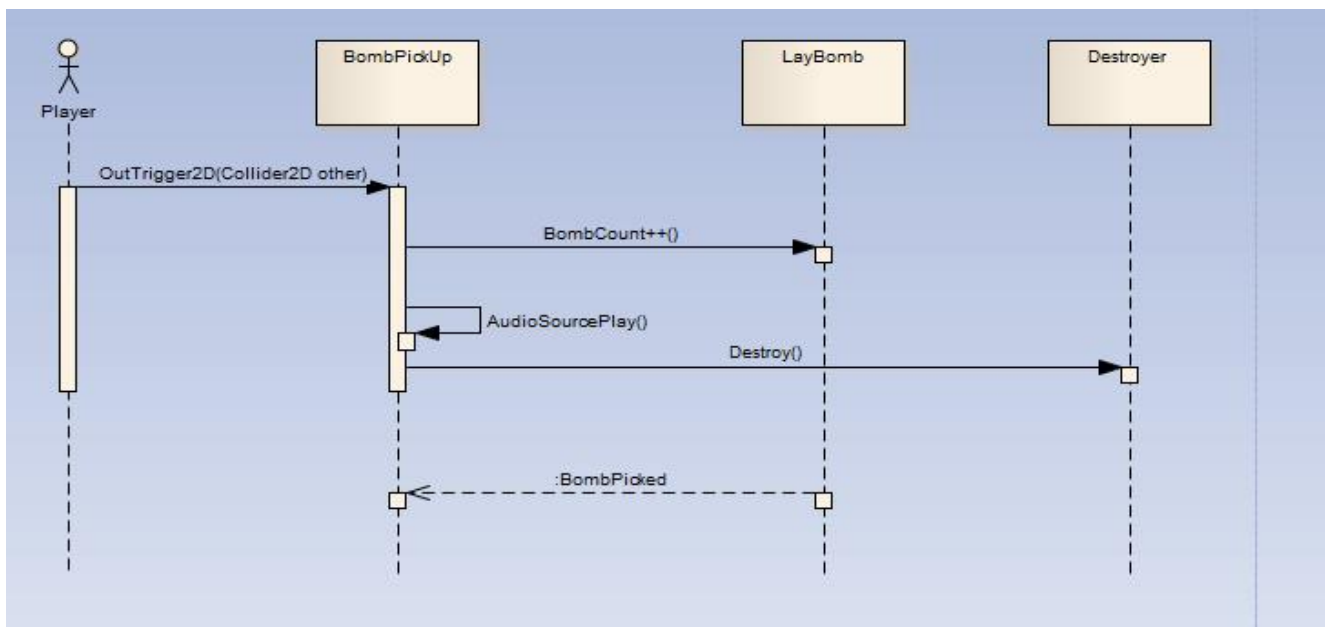 BombPickUp
LayBomb
Destroyer
Player
OutTrigger2D(Collider2D other)
BombCount++()
AudioSourcePlay()
Destroy()
:BombPicked